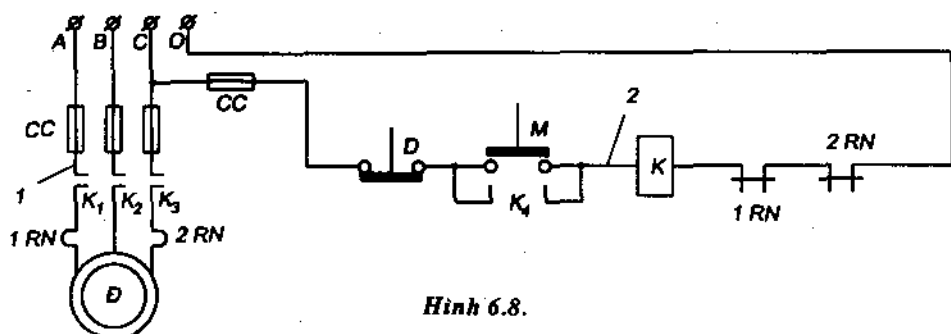 A B C O
CC
CC
1
K1 K2 K3
1 RN
2 RN
Đ
D
M
K4
2
K
1 RN
2 RN
Hình 6.8.